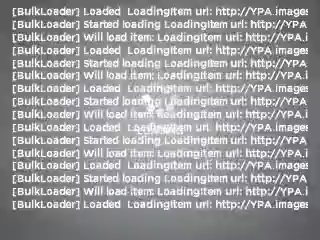 [BulkLoader] Loaded LoadingItem url: http://YPA.images
[BulkLoader] Started loading LoadingItem url: http://YPA
[BulkLoader] Will load item: LoadingItem url: http://YPA.i
[BulkLoader] Loaded LoadingItem url: http://YPA.images
[BulkLoader] Started loading LoadingItem url: http://YPA
[BulkLoader] Will load item: LoadingItem url: http://YPA.i
[BulkLoader] Loaded LoadingItem url: http://YPA.images
[BulkLoader] Started loading LoadingItem url: http://YPA
[BulkLoader] Will load item: LoadingItem url: http://YPA.i
[BulkLoader] Loaded LoadingItem url: http://YPA.images
[BulkLoader] Started loading LoadingItem url: http://YPA
[BulkLoader] Will load item: LoadingItem url: http://YPA.i
[BulkLoader] Loaded LoadingItem url: http://YPA.images
[BulkLoader] Started loading LoadingItem url: http://YPA.i
[BulkLoader] Will load item: LoadingItem url: http://YPA.i
[BulkLoader] Loaded LoadingItem url: http://YPA.images